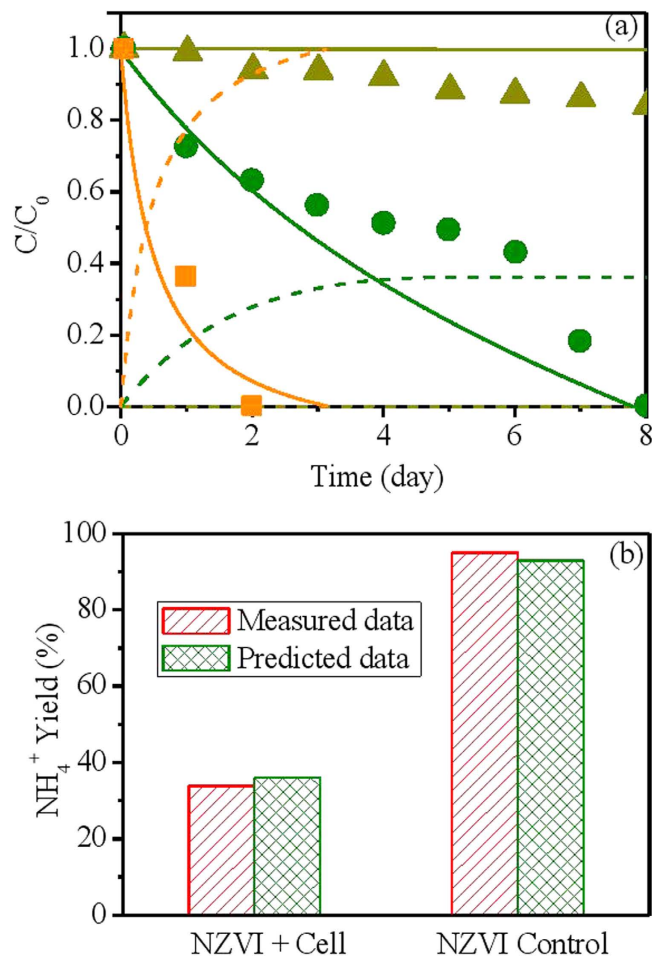 (a)
1.0
0.8
0.6
0.4
0.2
0.0
C/C₀
0 2 4 6 8
Time (day)
(b)
100
80
60
40
20
0
NH₄⁺ Yield (%)
Measured data
Predicted data
NZVI + Cell NZVI Control